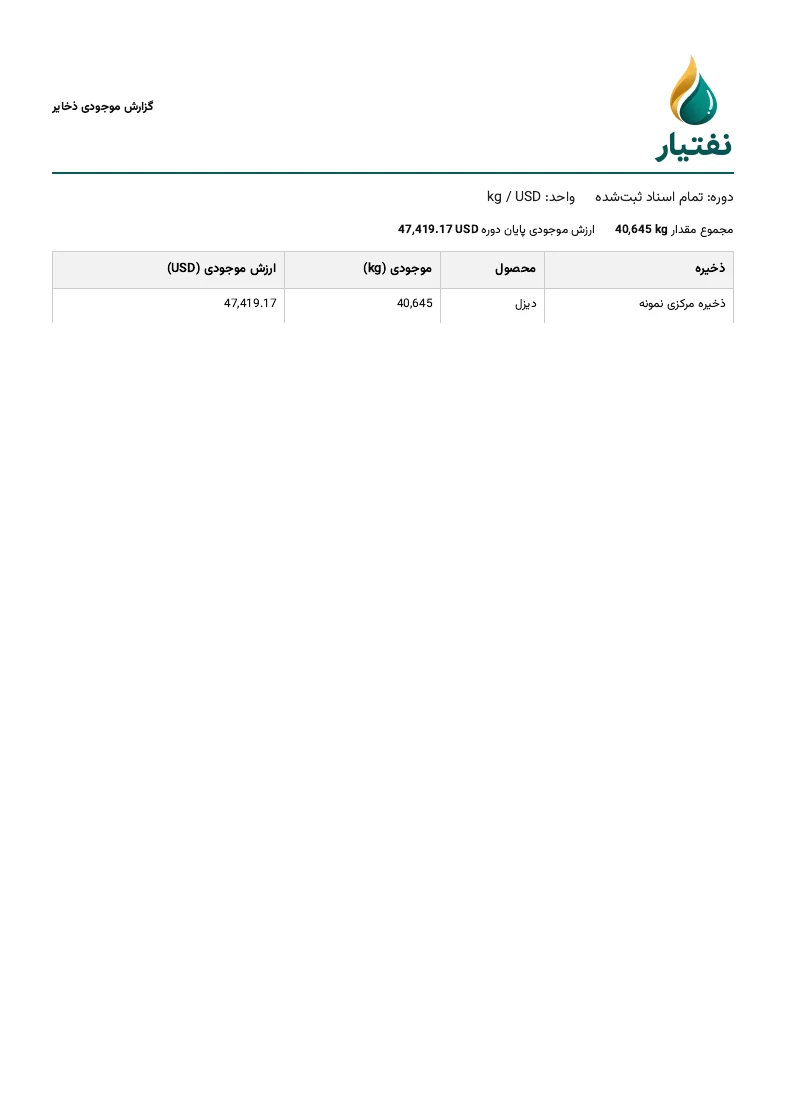 نفتیار
گزارش موجودی ذخایر
دوره: تمام اسناد ثبت‌شده واحد: kg / USD
مجموع مقدار 40,645 kg ارزش موجودی پایان دوره 47,419.17 USD
ذخیره محصول موجودی (kg) ارزش موجودی (USD)
ذخیره مرکزی نمونه دیزل 40,645 47,419.17